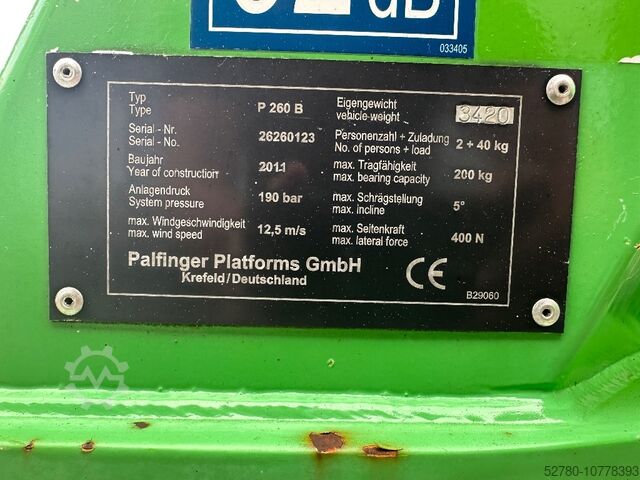 dB
033405
Typ
Type
P 260 B
Eigengewicht
vehicle-weight
3420
Serial - Nr.
Serial - No.
26260123
Personenzahl + Zuladung
No. of persons + load
2 + 40 kg
Baujahr
Year of construction
2011
max. Tragfähigkeit
max. bearing capacity
200 kg
Anlagendruck
System pressure
190 bar
max. Schrägstellung
max. incline
5°
max. Windgeschwindigkeit
max. wind speed
12,5 m/s
max. Seitenkraft
max. lateral force
400 N
Palfinger Platforms GmbH
Krefeld/Deutschland
CE
B29060
52780-10778393